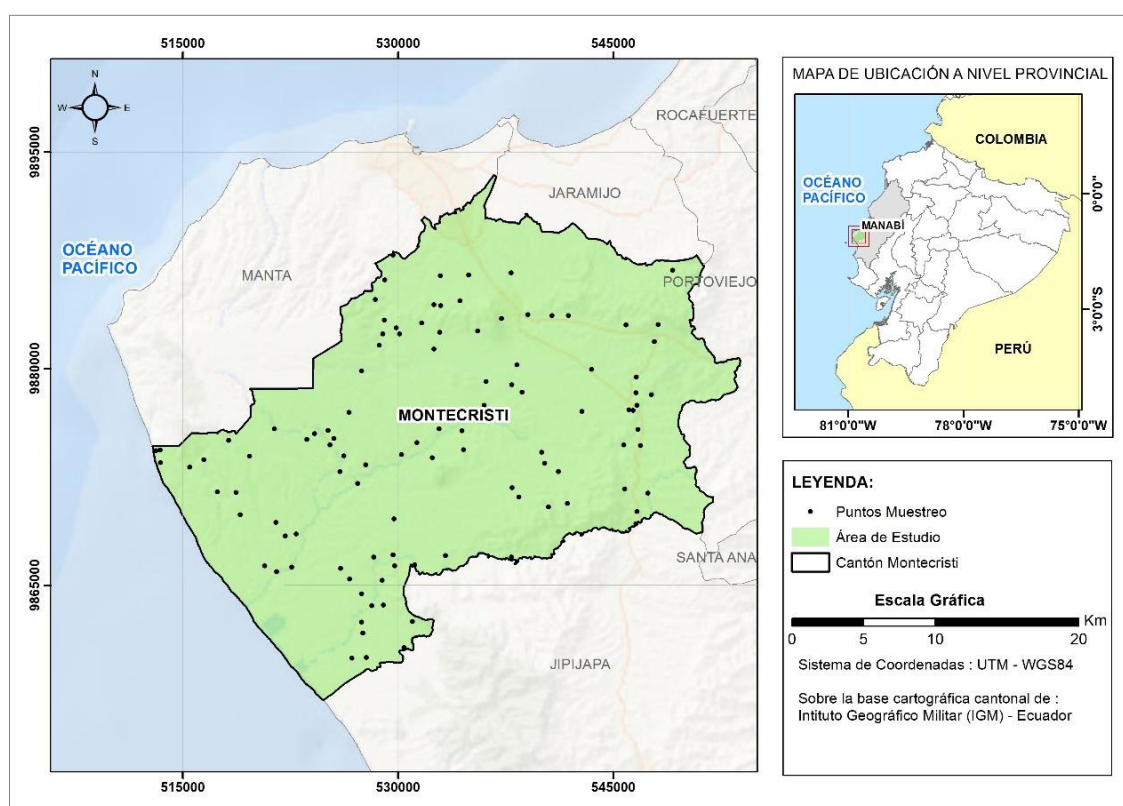 515000 530000 545000
N
W E
S
9895000
9880000
9865000
ROCAFUERTE
JARAMIJO
OCÉANO
PACÍFICO
MANTA
PORTOVIEJO
MONTECRISTI
SANTA ANA
JIPIJAPA
515000 530000 545000
MAPA DE UBICACIÓN A NIVEL PROVINCIAL
COLOMBIA
OCÉANO
PACÍFICO
MANABÍ
PERÚ
0°0'0"
3°0'0"S
81°0'0"W 78°0'0"W 75°0'0"W
LEYENDA:
Puntos Muestreo
Área de Estudio
Cantón Montecristi
Escala Gráfica
Km
0 5 10 20
Sistema de Coordenadas : UTM - WGS84
Sobre la base cartográfica cantonal de :
Intituto Geográfico Militar (IGM) - Ecuador